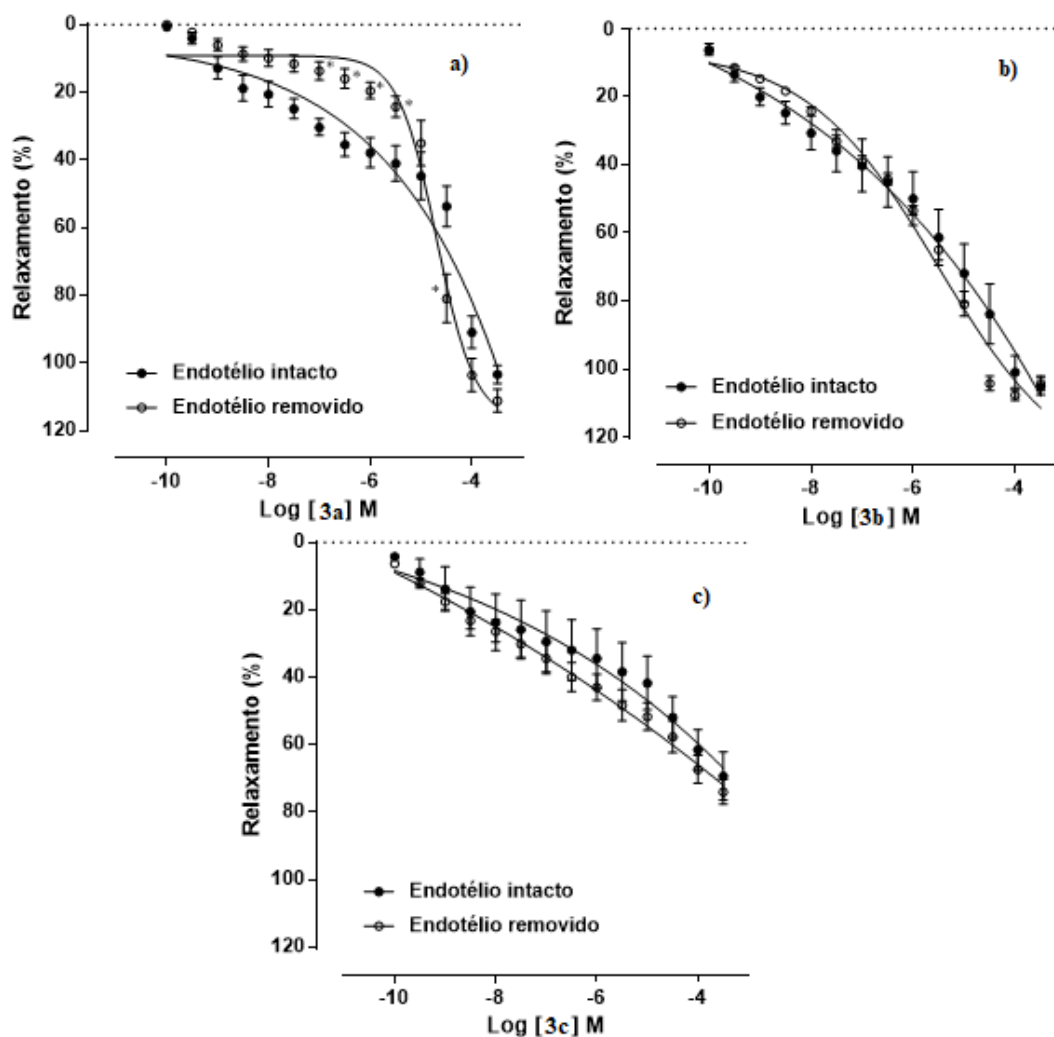 a)
0
20
40
60
80
100
120
Relaxamento (%)
Endotélio intacto
Endotélio removido
-10
-8
-6
-4
Log [3a] M
b)
0
20
40
60
80
100
120
Relaxamento (%)
Endotélio intacto
Endotélio removido
-10
-8
-6
-4
Log [3b] M
c)
0
20
40
60
80
100
120
Relaxamento (%)
Endotélio intacto
Endotélio removido
-10
-8
-6
-4
Log [3c] M